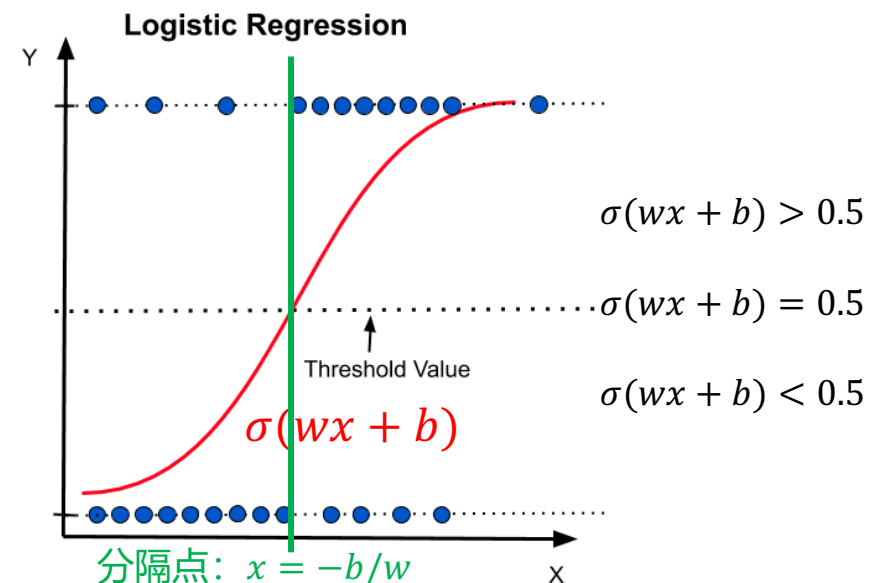 Logistic Regression
Y
σ(wx + b) > 0.5
σ(wx + b) = 0.5
Threshold Value
σ(wx + b) < 0.5
σ(wx + b)
分隔点：x = −b/w
X